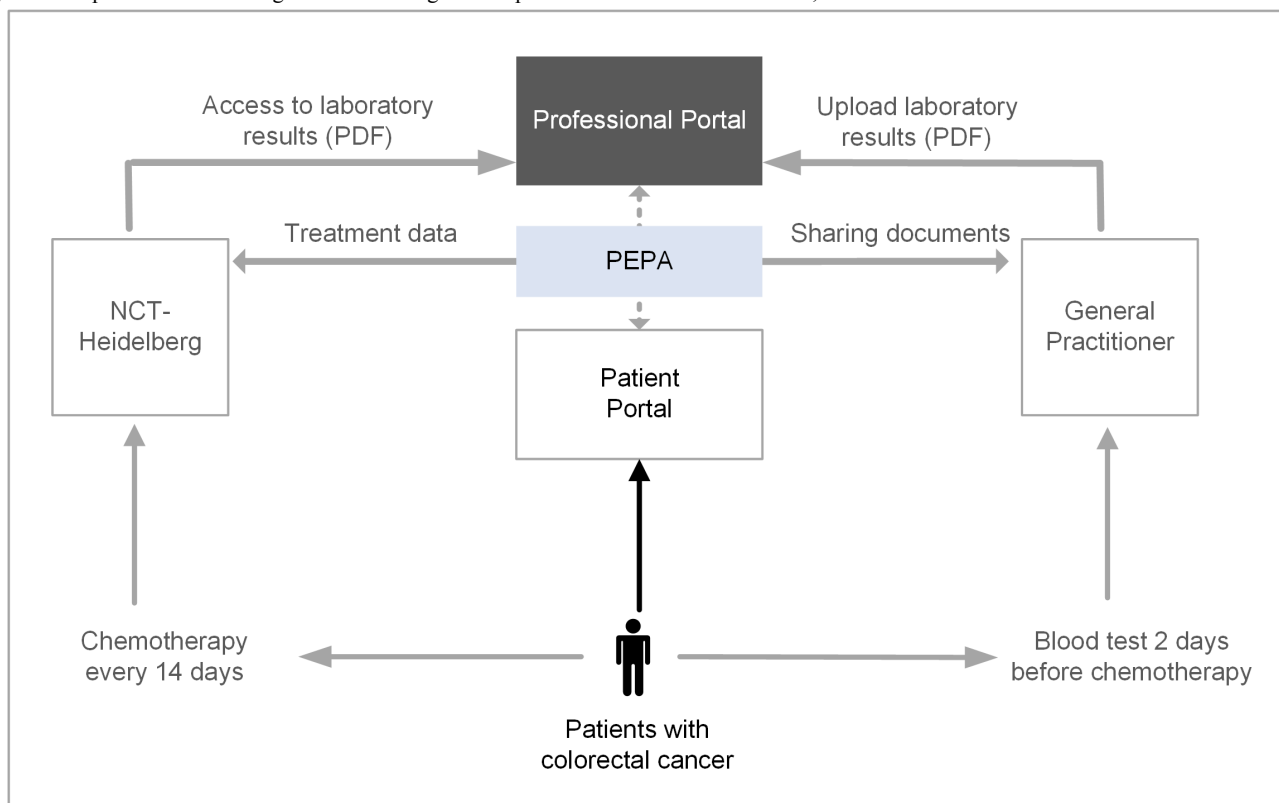 Access to laboratory
results (PDF)
Professional Portal
Upload laboratory
results (PDF)
Treatment data
PEPA
Sharing documents
NCT-
Heidelberg
General
Practitioner
Patient
Portal
Chemotherapy
every 14 days
Blood test 2 days
before chemotherapy
Patients with
colorectal cancer